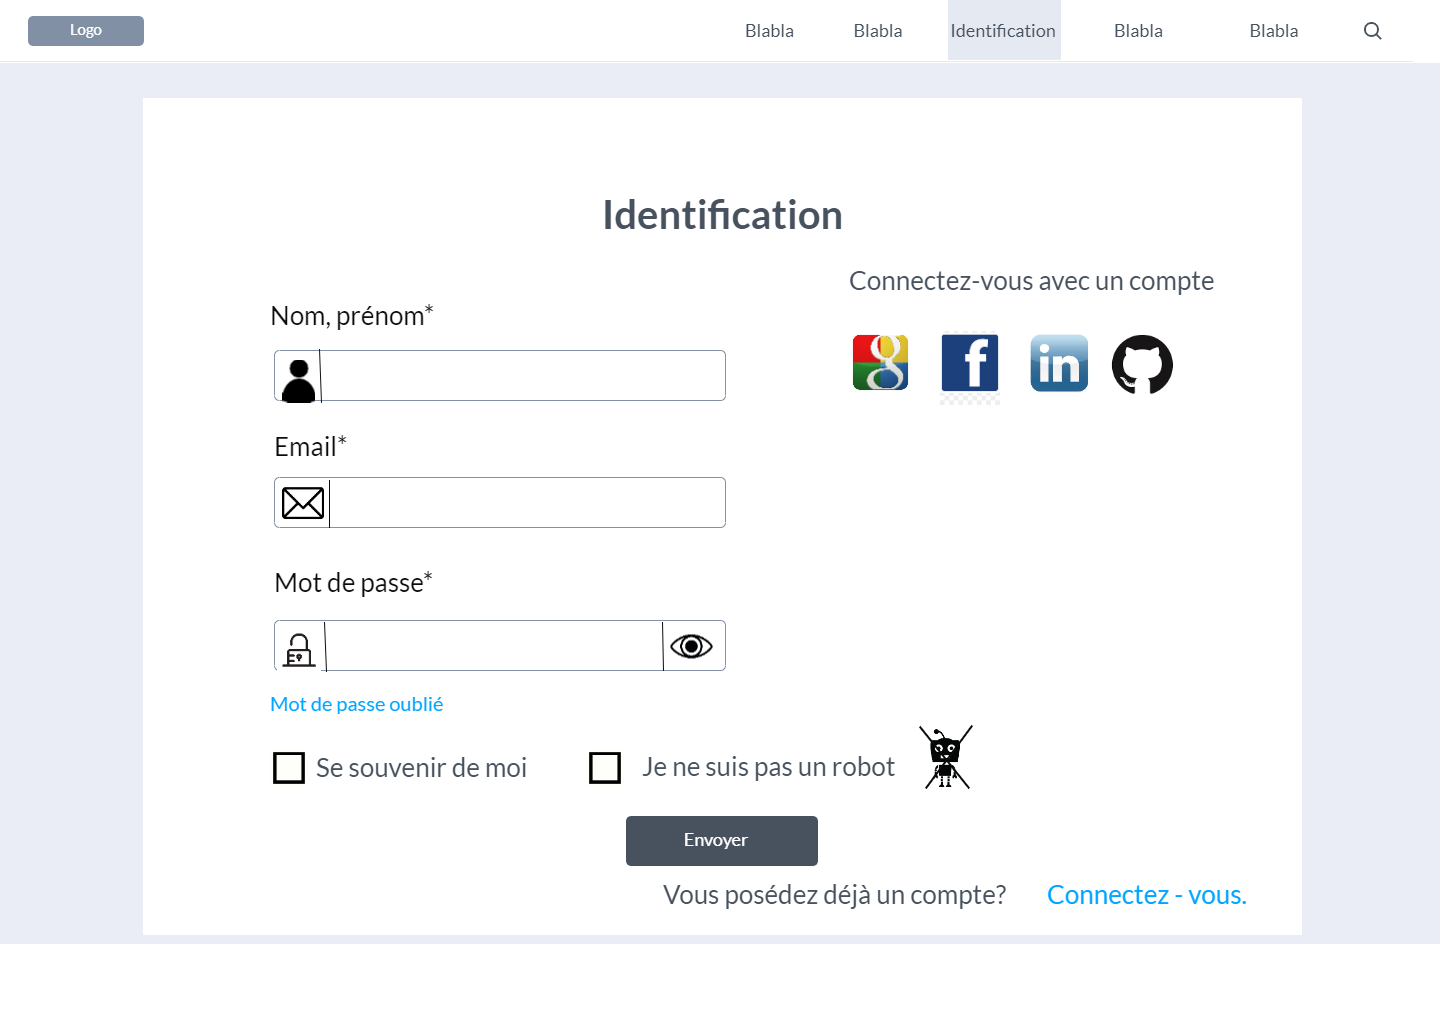 Logo
Blabla
Blabla
Identification
Blabla
Blabla
Identification
Connectez-vous avec un compte
Nom, prénom*
Email*
Mot de passe*
Mot de passe oublié
Se souvenir de moi
Je ne suis pas un robot
Envoyer
Vous posédez déjà un compte? Connectez - vous.